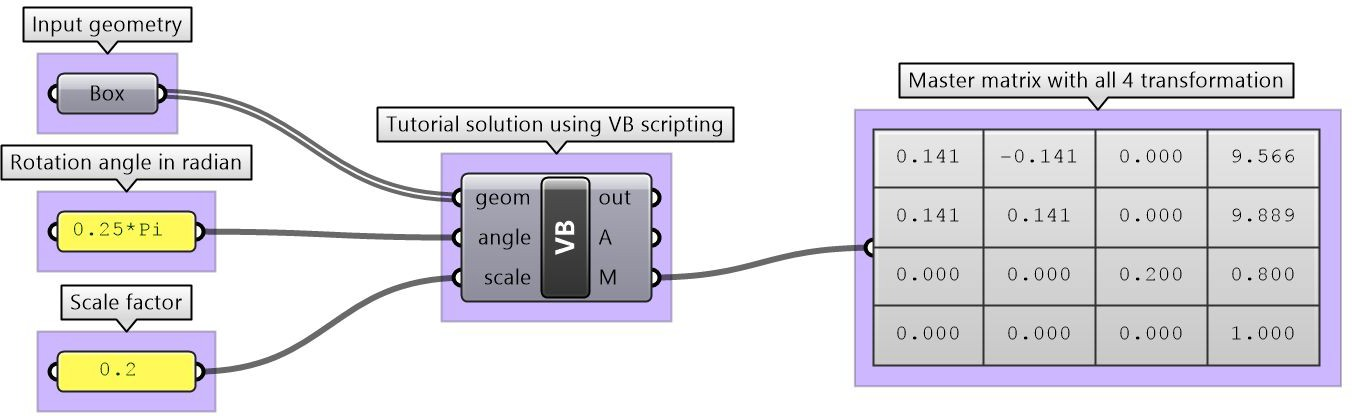 Input geometry
Box
Rotation angle in radian
0.25*Pi
Scale factor
0.2
Tutorial solution using VB scripting
geom
angle
scale
VB
out
A
M
Master matrix with all 4 transformation
0.141 -0.141 0.000 9.566
0.141 0.141 0.000 9.889
0.000 0.000 0.200 0.800
0.000 0.000 0.000 1.000